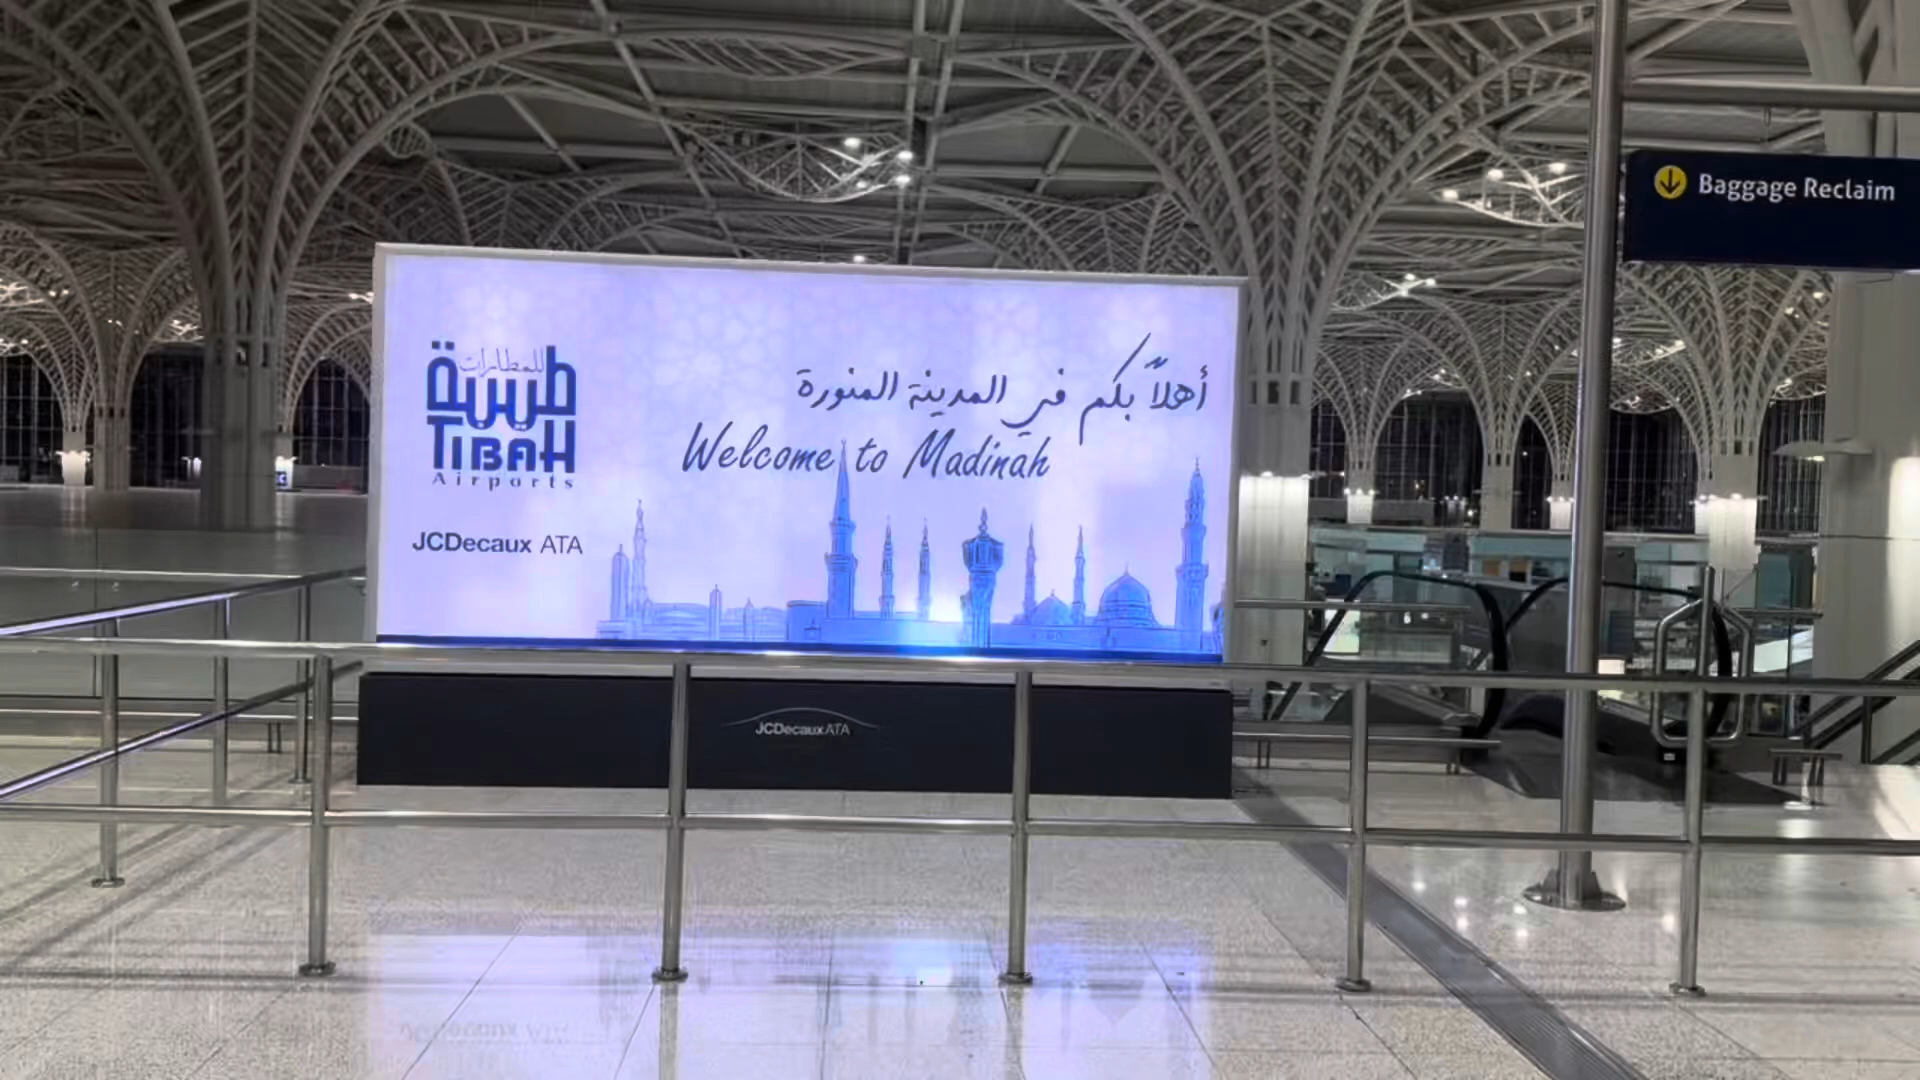 Baggage Reclaim
طيبة
للمطارات
TIBAH
Airports
JCDecaux ATA
أهلاً بكم في المدينة المنورة
Welcome to Madinah
JCDecaux ATA